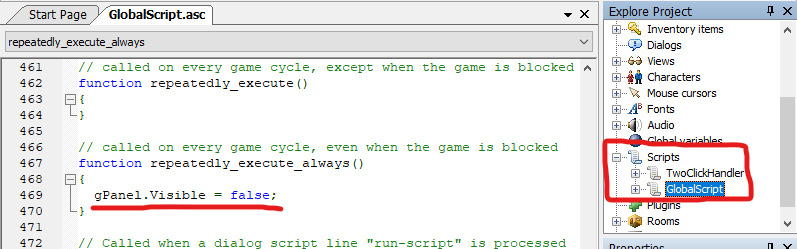 Start Page
GlobalScript.asc
repeatedly_execute_always
461 // called on every game cycle, except when the game is blocked
462 function repeatedly_execute()
463 {
464 }
465
466 // called on every game cycle, even when the game is blocked
467 function repeatedly_execute_always()
468 {
469 gPanel.Visible = false;
470 }
471
472 // Called when a dialog script line "run-script" is processed
Explore Project
Inventory items
Dialogs
Views
Characters
Mouse cursors
Fonts
Audio
Global variables
Scripts
TwoClickHandler
GlobalScript
Plugins
Rooms
Properties